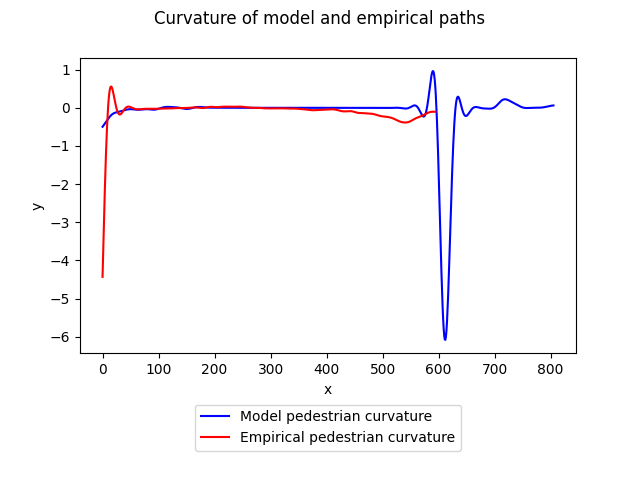 Curvature of model and empirical paths
1
0
−1
−2
−3
−4
−5
−6
y
0 100 200 300 400 500 600 700 800
x
Model pedestrian curvature
Empirical pedestrian curvature